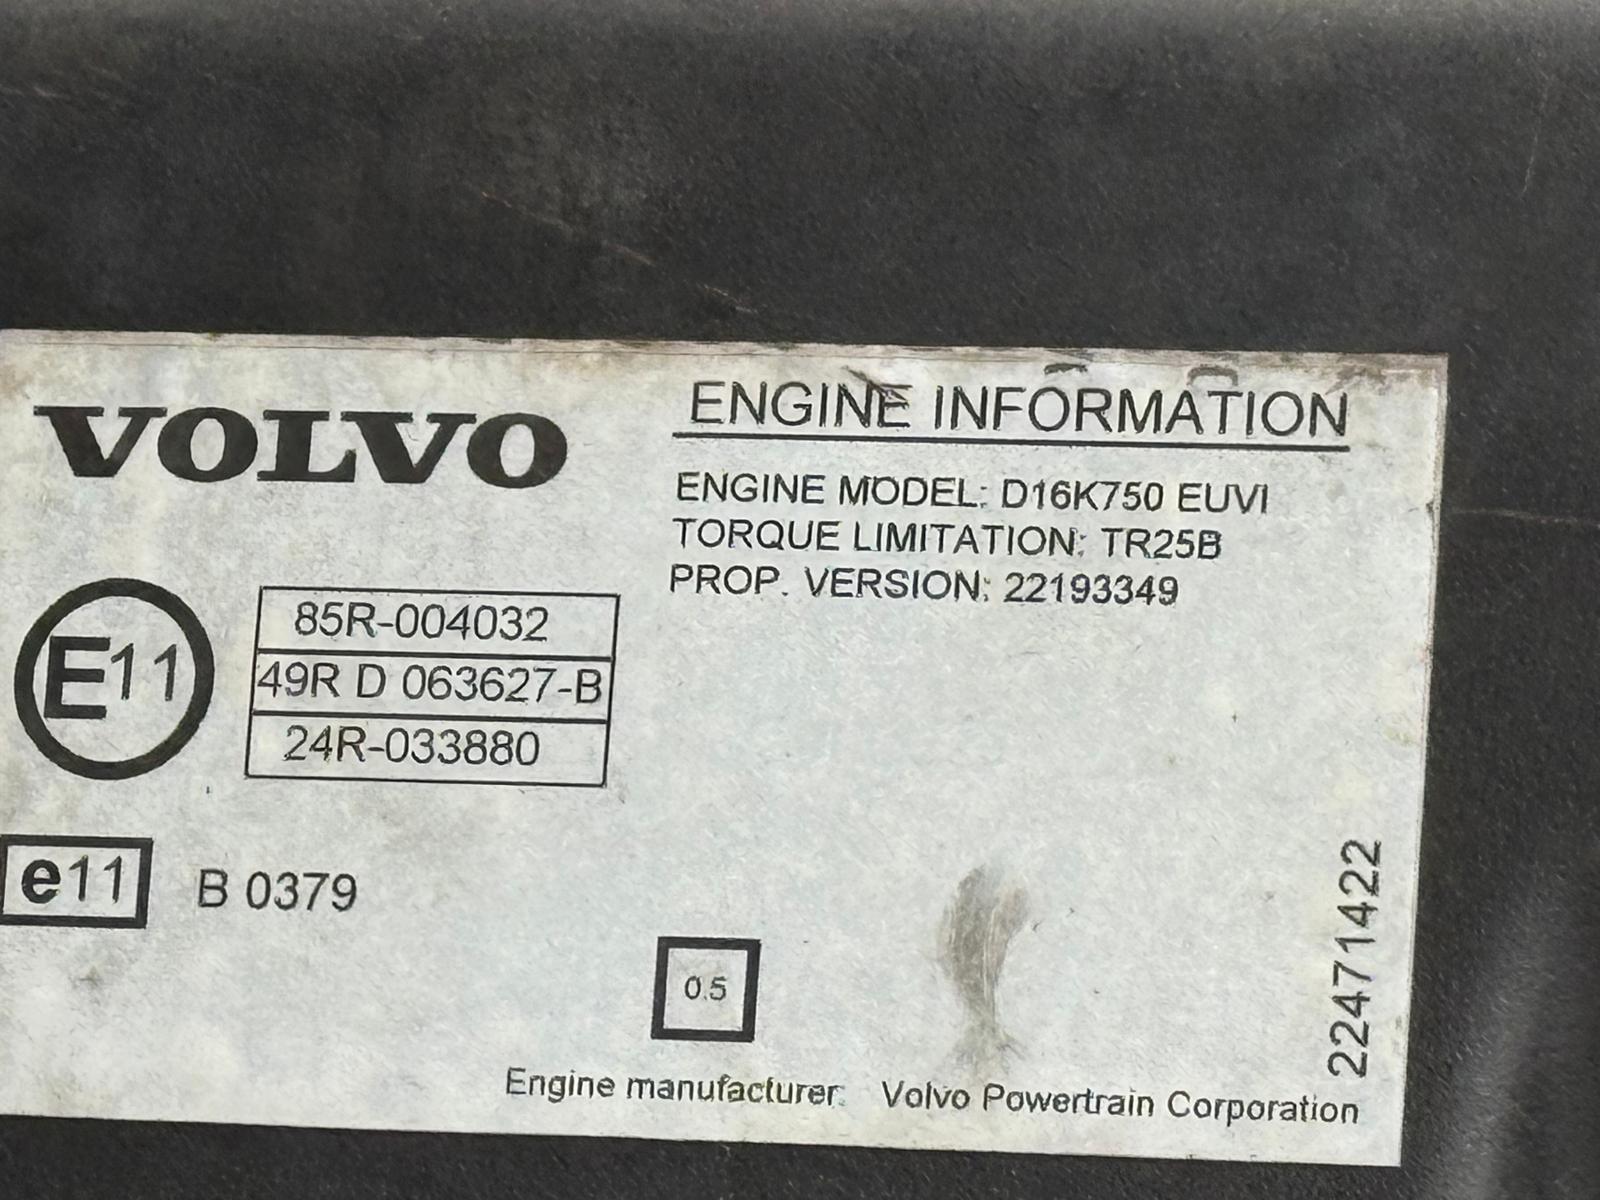 VOLVO
ENGINE INFORMATION
ENGINE MODEL: D16K750 EUVI
TORQUE LIMITATION: TR25B
PROP. VERSION: 22193349
E11
85R-004032
49R D 063627-B
24R-033880
e11 B 0379
0.5
22471422
Engine manufacturer: Volvo Powertrain Corporation